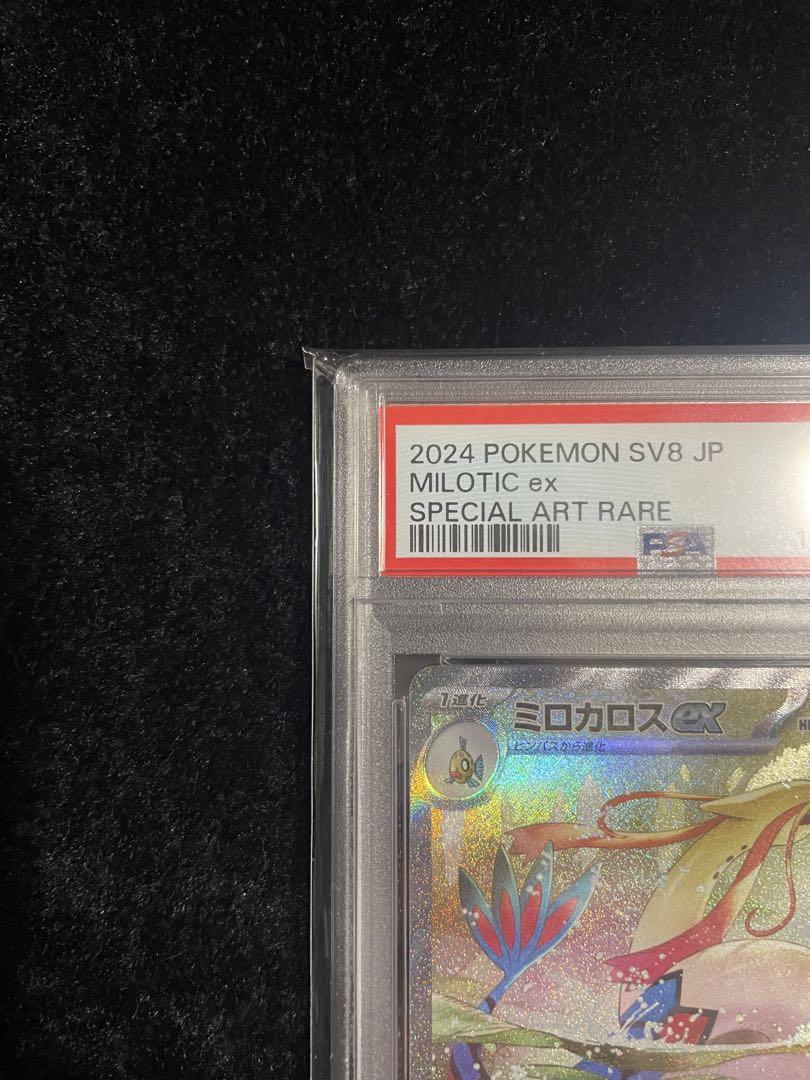 2024 POKEMON SV8 JP
MILOTIC ex
SPECIAL ART RARE
PSA
1進化
ミロカロスex
ヒンバスから進化